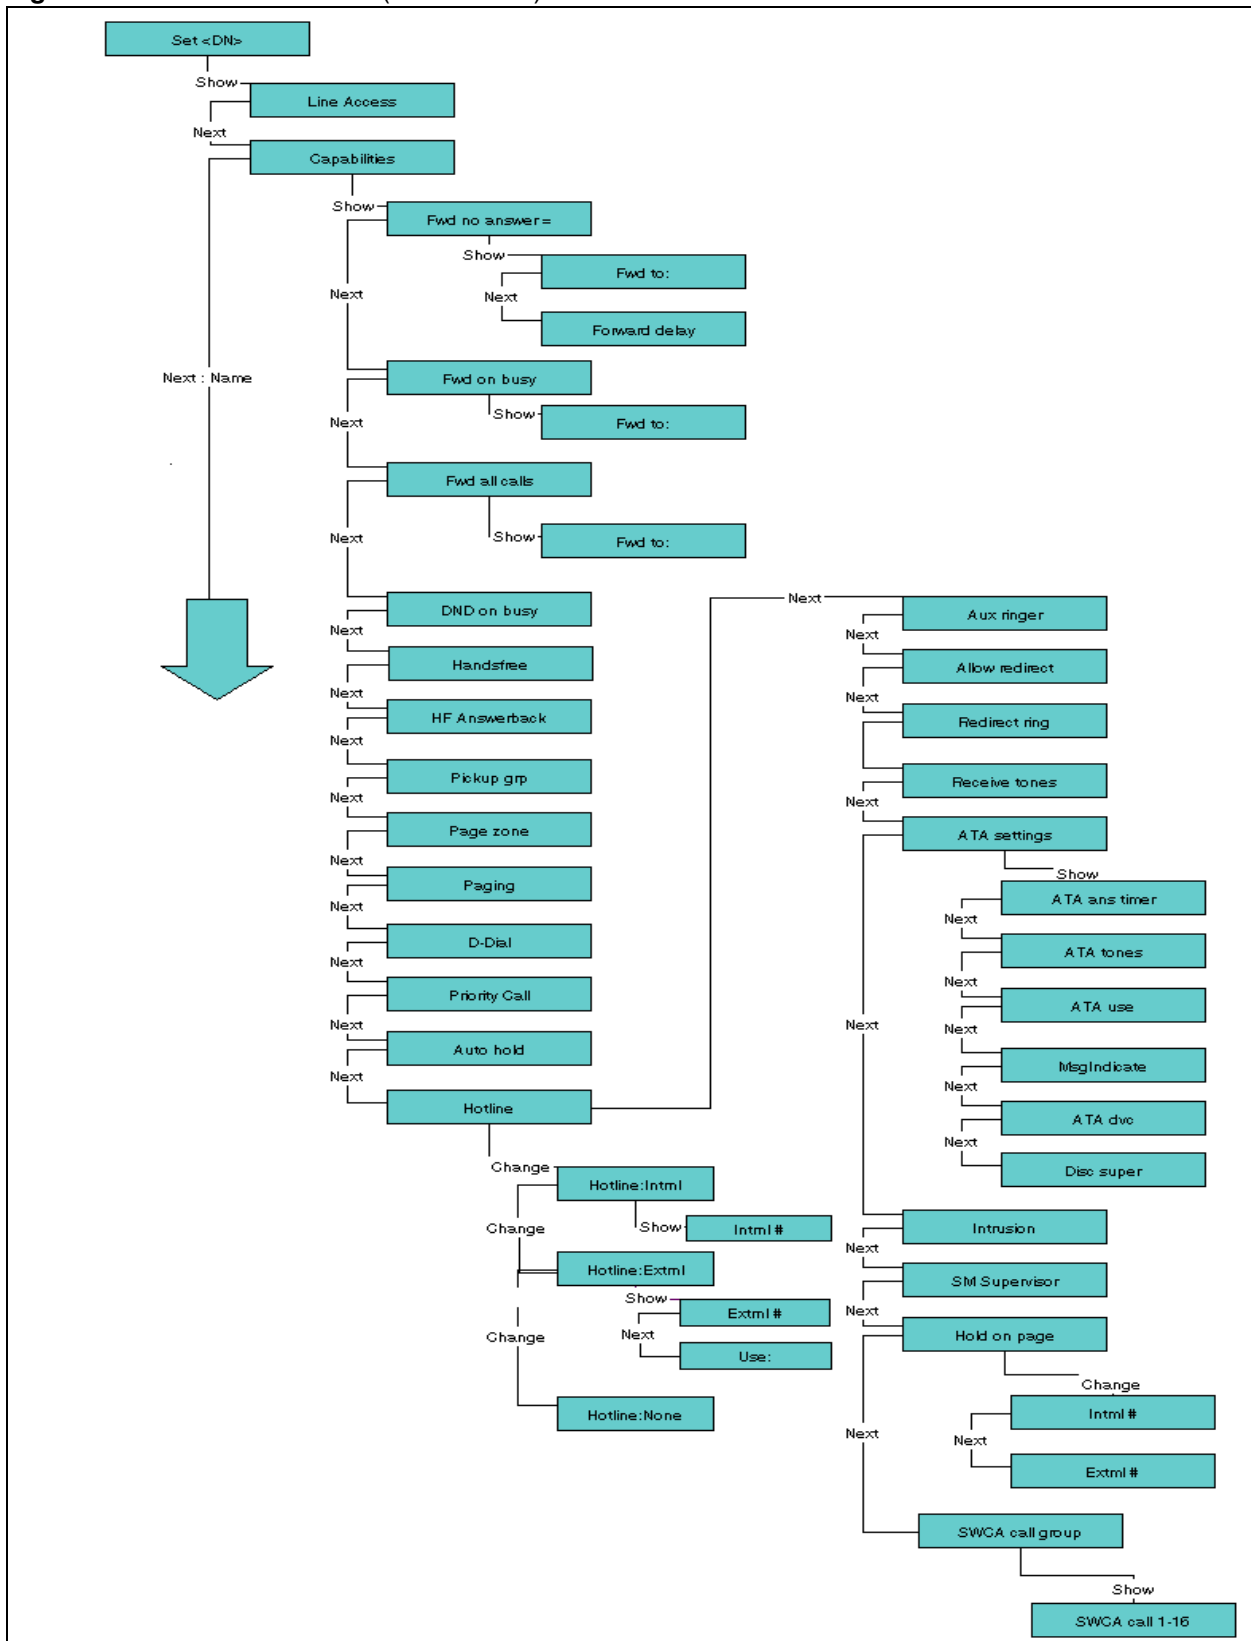 Set <DN>
Show
Line Access
Next
Capabilities
Show
Fwd no answer =
Show
Fwd to:
Next
Next
Forward delay
Next : Name
Fwd on busy
Show
Fwd to:
Next
Fwd all calls
Next
Show
Fwd to:
DND on busy
Next
Handsfree
Next
HF Answerback
Next
Pickup grp
Next
Page zone
Next
Paging
Next
D-Dial
Next
Priority Call
Next
Auto hold
Next
Hotline
Change
Hotline:Intrnl
Change
Show
Intrnl #
Hotline:Extrnl
Show
Extrnl #
Change
Next
Use:
Hotline:None
Next
Aux ringer
Next
Allow redirect
Next
Redirect ring
Receive tones
Next
ATA settings
Show
ATA ans timer
Next
ATA tones
Next
ATA use
Next
Next
MsgIndicate
Next
ATA dvc
Next
Disc super
Intrusion
Next
SM Supervisor
Next
Hold on page
Change
Intrnl #
Next
Next
Extrnl #
SWCA call group
Show
SWCA call 1-16